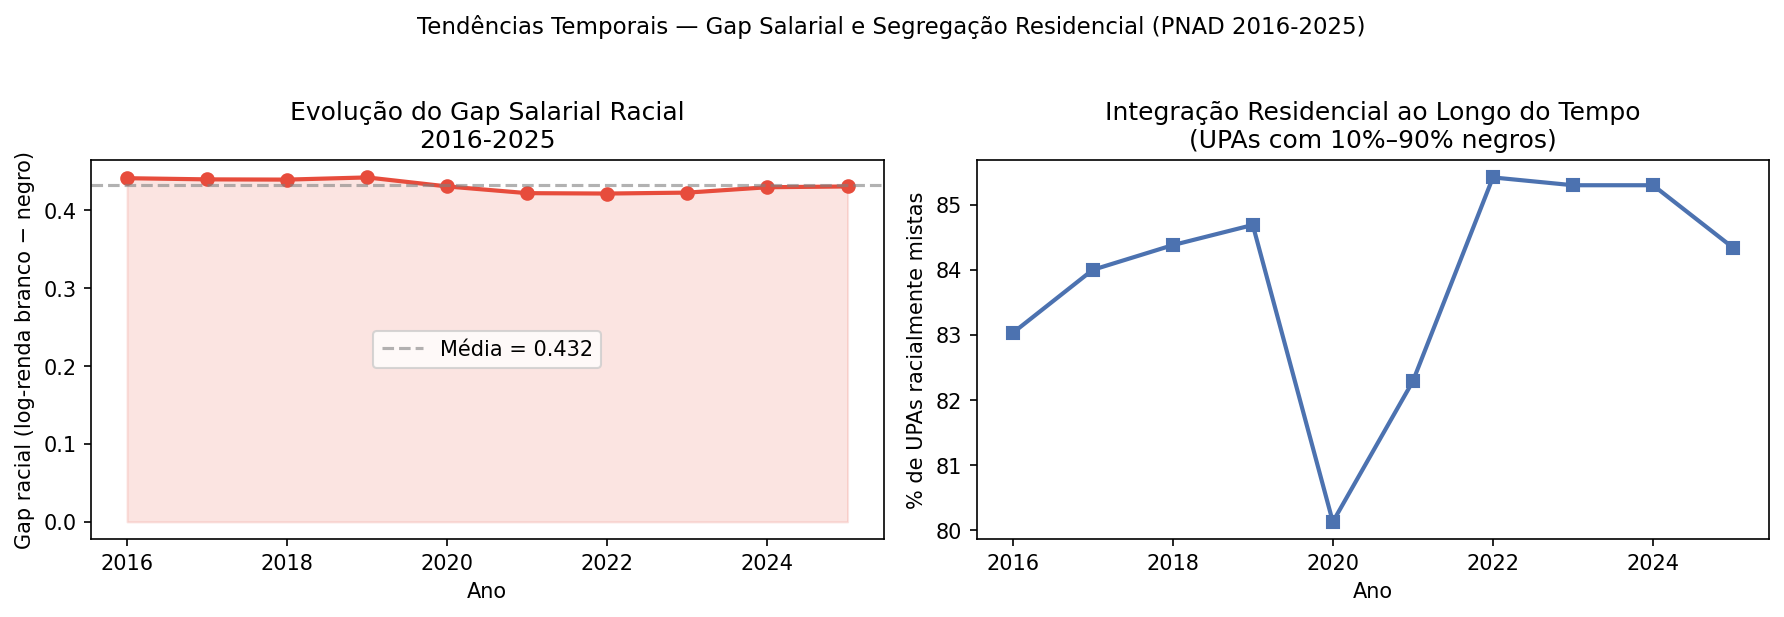 Tendências Temporais — Gap Salarial e Segregação Residencial (PNAD 2016-2025)
Evolução do Gap Salarial Racial
2016-2025
Gap racial (log-renda branco − negro)
0.4
0.3
0.2
0.1
0.0
Média = 0.432
2016 2018 2020 2022 2024
Ano
Integração Residencial ao Longo do Tempo
(UPAs com 10%–90% negros)
% de UPAs racialmente mistas
85
84
83
82
81
80
2016 2018 2020 2022 2024
Ano